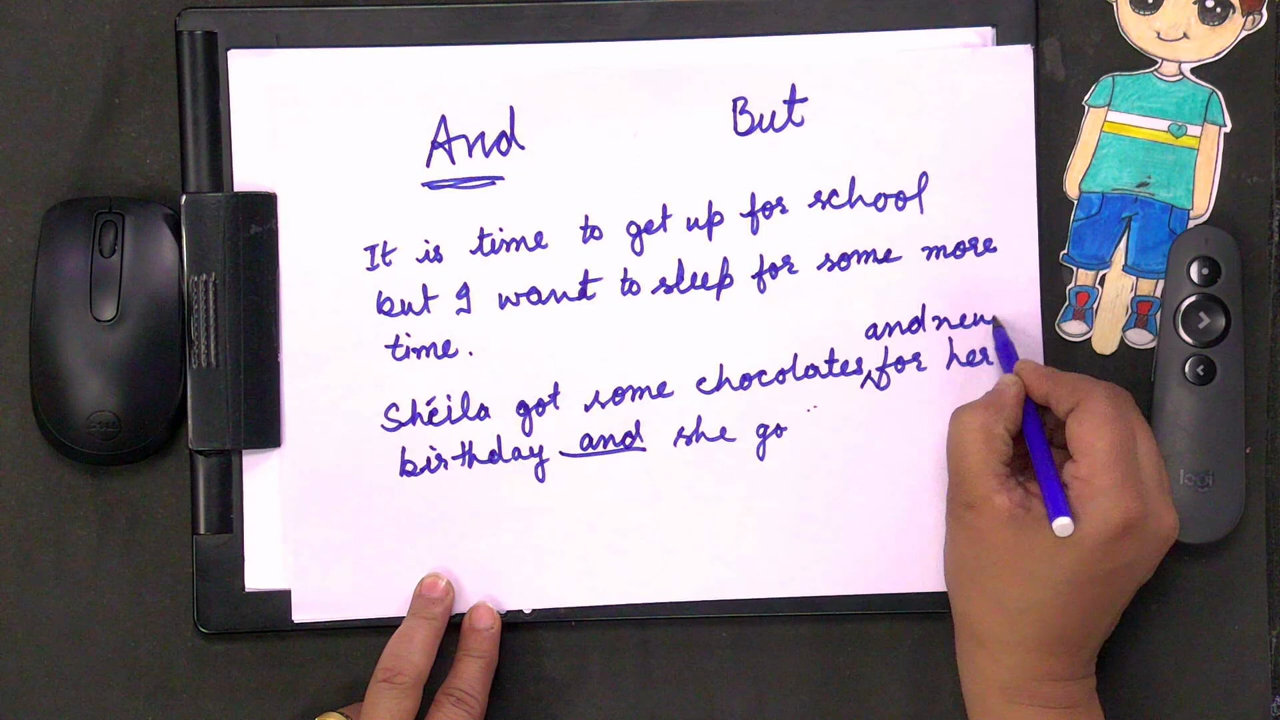 And But
It is time to get up for school
but I want to sleep for some more
time.
and new
Sheila got some chocolates for her
birthday and she go
logi